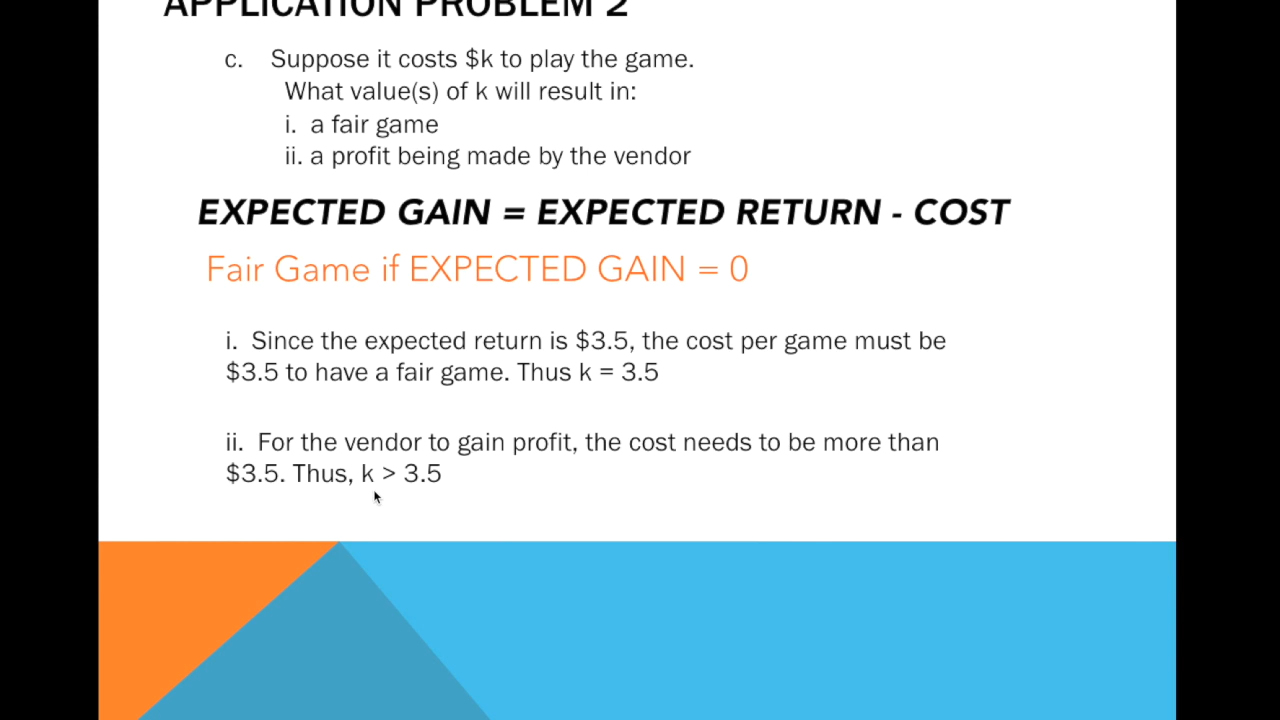 APPLICATION PROBLEM 2
c. Suppose it costs $k to play the game.
What value(s) of k will result in:
i. a fair game
ii. a profit being made by the vendor
EXPECTED GAIN = EXPECTED RETURN - COST
Fair Game if EXPECTED GAIN = 0
i. Since the expected return is $3.5, the cost per game must be
$3.5 to have a fair game. Thus k = 3.5
ii. For the vendor to gain profit, the cost needs to be more than
$3.5. Thus, k > 3.5